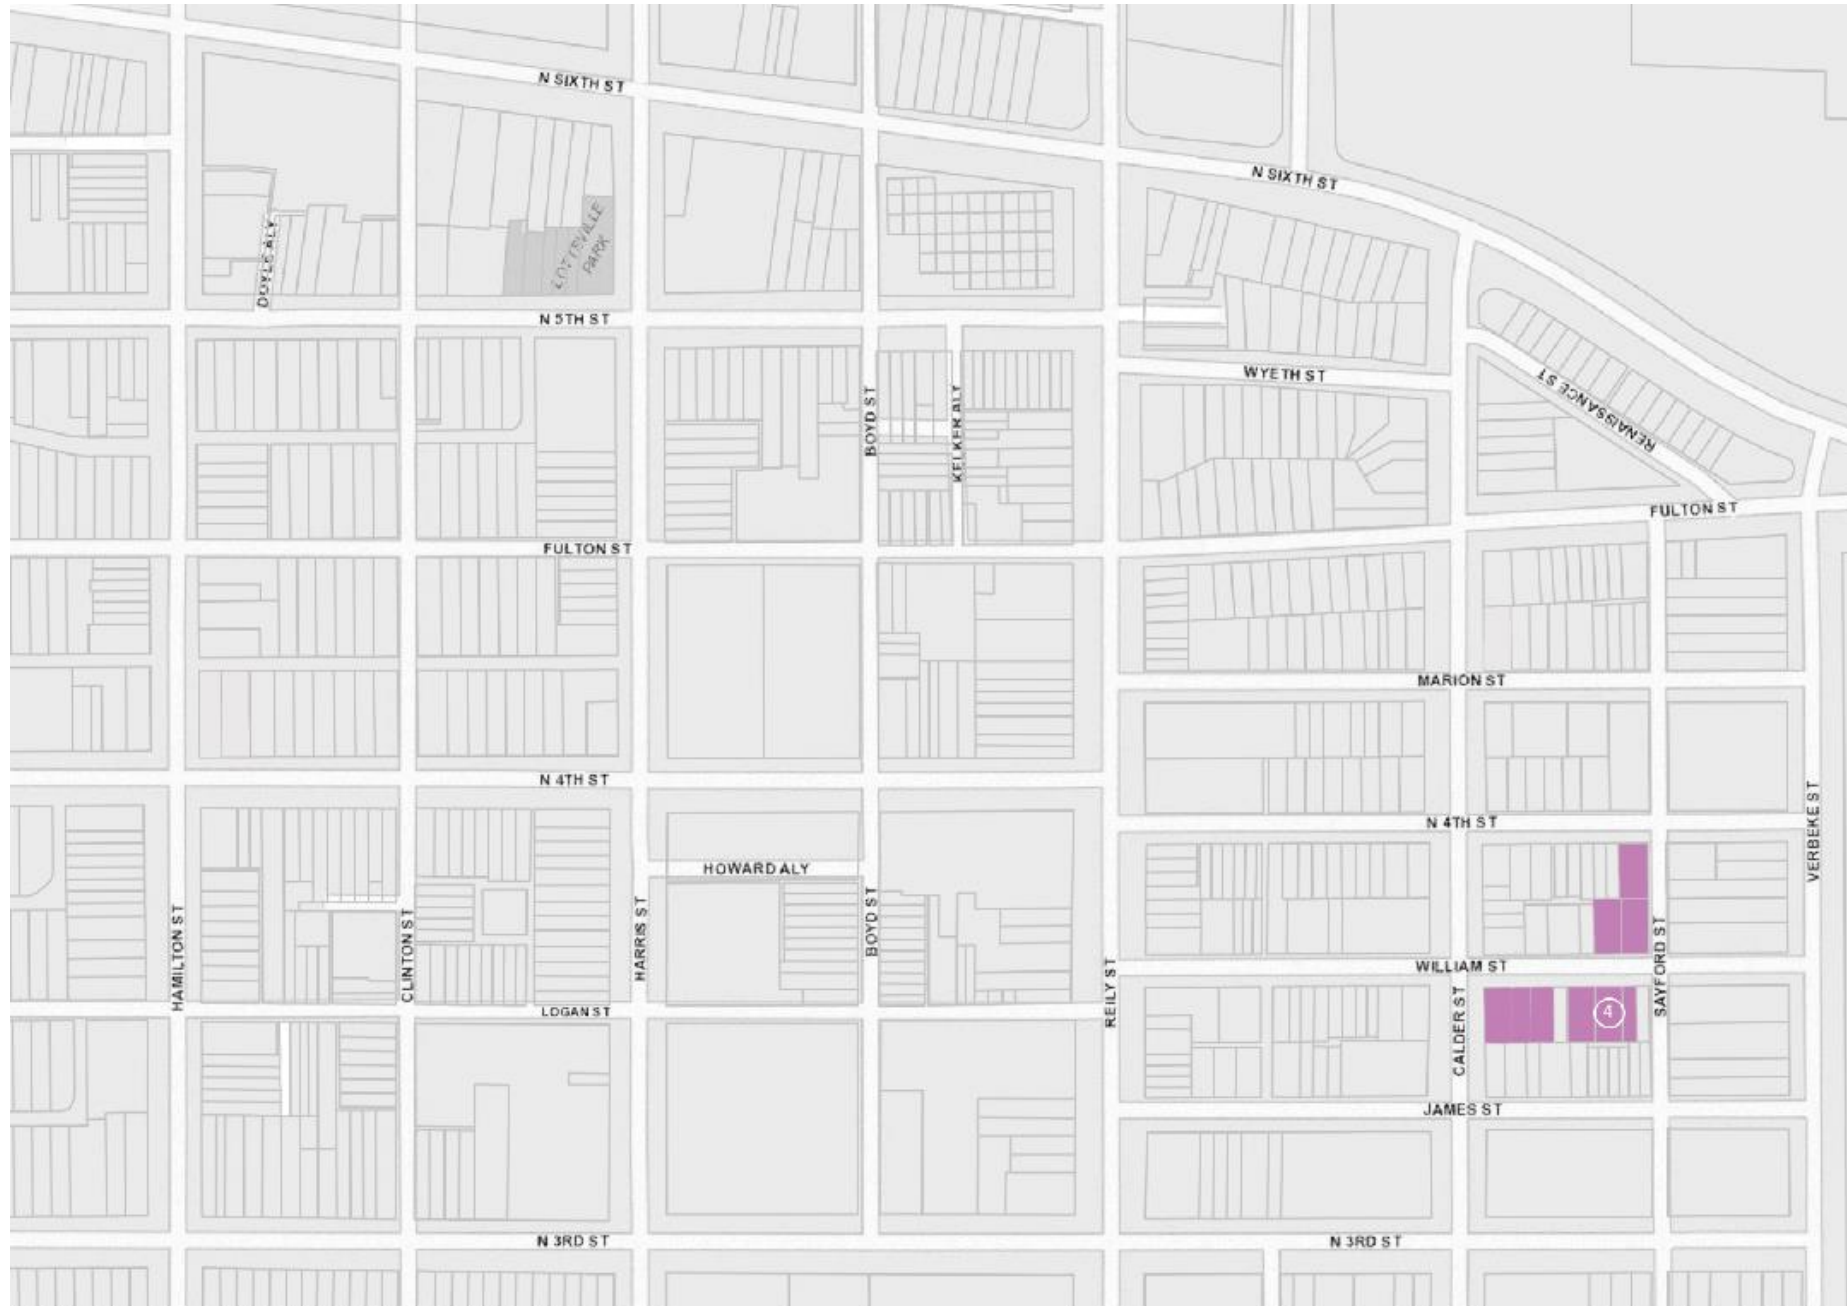 N SIXTH ST
N SIXTH ST
DOYLE ALY
LOTTEVILLE
PARK
N 5TH ST
WYETH ST
RENAISSANCE ST
BOYD ST
KELKER ALY
FULTON ST
FULTON ST
MARION ST
N 4TH ST
N 4TH ST
VERBEKE ST
HOWARD ALY
HAMILTON ST
CLINTON ST
HARRIS ST
BOYD ST
REILY ST
WILLIAM ST
CALDER ST
SAYFORD ST
4
LOGAN ST
JAMES ST
N 3RD ST
N 3RD ST